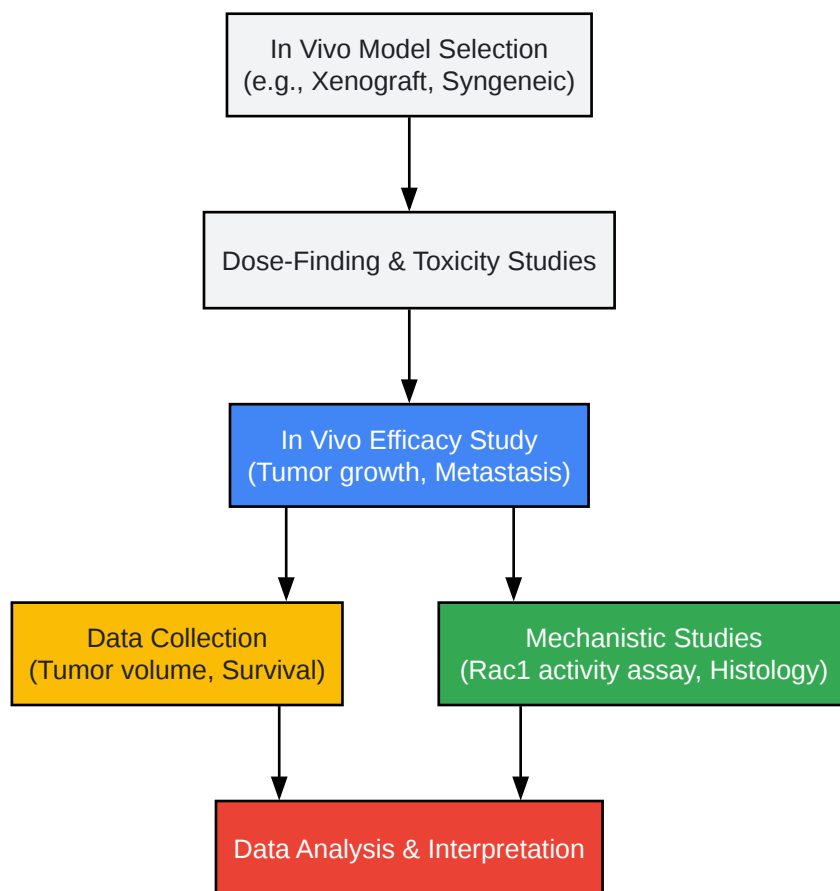 In Vivo Model Selection
(e.g., Xenograft, Syngeneic)
Dose-Finding & Toxicity Studies
In Vivo Efficacy Study
(Tumor growth, Metastasis)
Data Collection
(Tumor volume, Survival)
Mechanistic Studies
(Rac1 activity assay, Histology)
Data Analysis & Interpretation